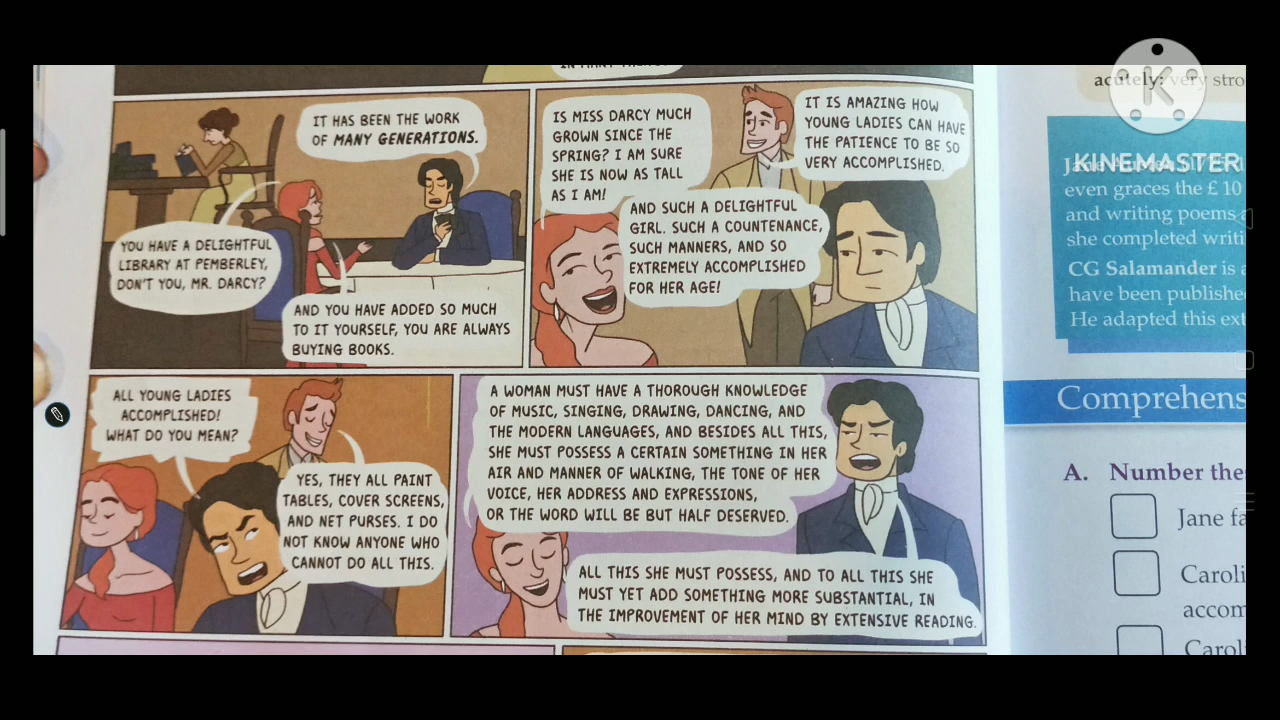 IT HAS BEEN THE WORK
OF MANY GENERATIONS.
YOU HAVE A DELIGHTFUL
LIBRARY AT PEMBERLEY,
DON'T YOU, MR. DARCY?
AND YOU HAVE ADDED SO MUCH
TO IT YOURSELF, YOU ARE ALWAYS
BUYING BOOKS.
IS MISS DARCY MUCH
GROWN SINCE THE
SPRING? I AM SURE
SHE IS NOW AS TALL
AS I AM!
IT IS AMAZING HOW
YOUNG LADIES CAN HAVE
THE PATIENCE TO BE SO
VERY ACCOMPLISHED.
AND SUCH A DELIGHTFUL
GIRL. SUCH A COUNTENANCE,
SUCH MANNERS, AND SO
EXTREMELY ACCOMPLISHED
FOR HER AGE!
ALL YOUNG LADIES
ACCOMPLISHED!
WHAT DO YOU MEAN?
YES, THEY ALL PAINT
TABLES, COVER SCREENS,
AND NET PURSES. I DO
NOT KNOW ANYONE WHO
CANNOT DO ALL THIS.
A WOMAN MUST HAVE A THOROUGH KNOWLEDGE
OF MUSIC, SINGING, DRAWING, DANCING, AND
THE MODERN LANGUAGES, AND BESIDES ALL THIS,
SHE MUST POSSESS A CERTAIN SOMETHING IN HER
AIR AND MANNER OF WALKING, THE TONE OF HER
VOICE, HER ADDRESS AND EXPRESSIONS,
OR THE WORD WILL BE BUT HALF DESERVED.
ALL THIS SHE MUST POSSESS, AND TO ALL THIS SHE
MUST YET ADD SOMETHING MORE SUBSTANTIAL, IN
THE IMPROVEMENT OF HER MIND BY EXTENSIVE READING.
acutely: very stro
K
KINEMASTER
even graces the £ 10
and writing poems a
she completed writi
CG Salamander is a
have been publishe
He adapted this ext
Comprehens
A. Number the
Jane fa
Caroli
accom
Caroli